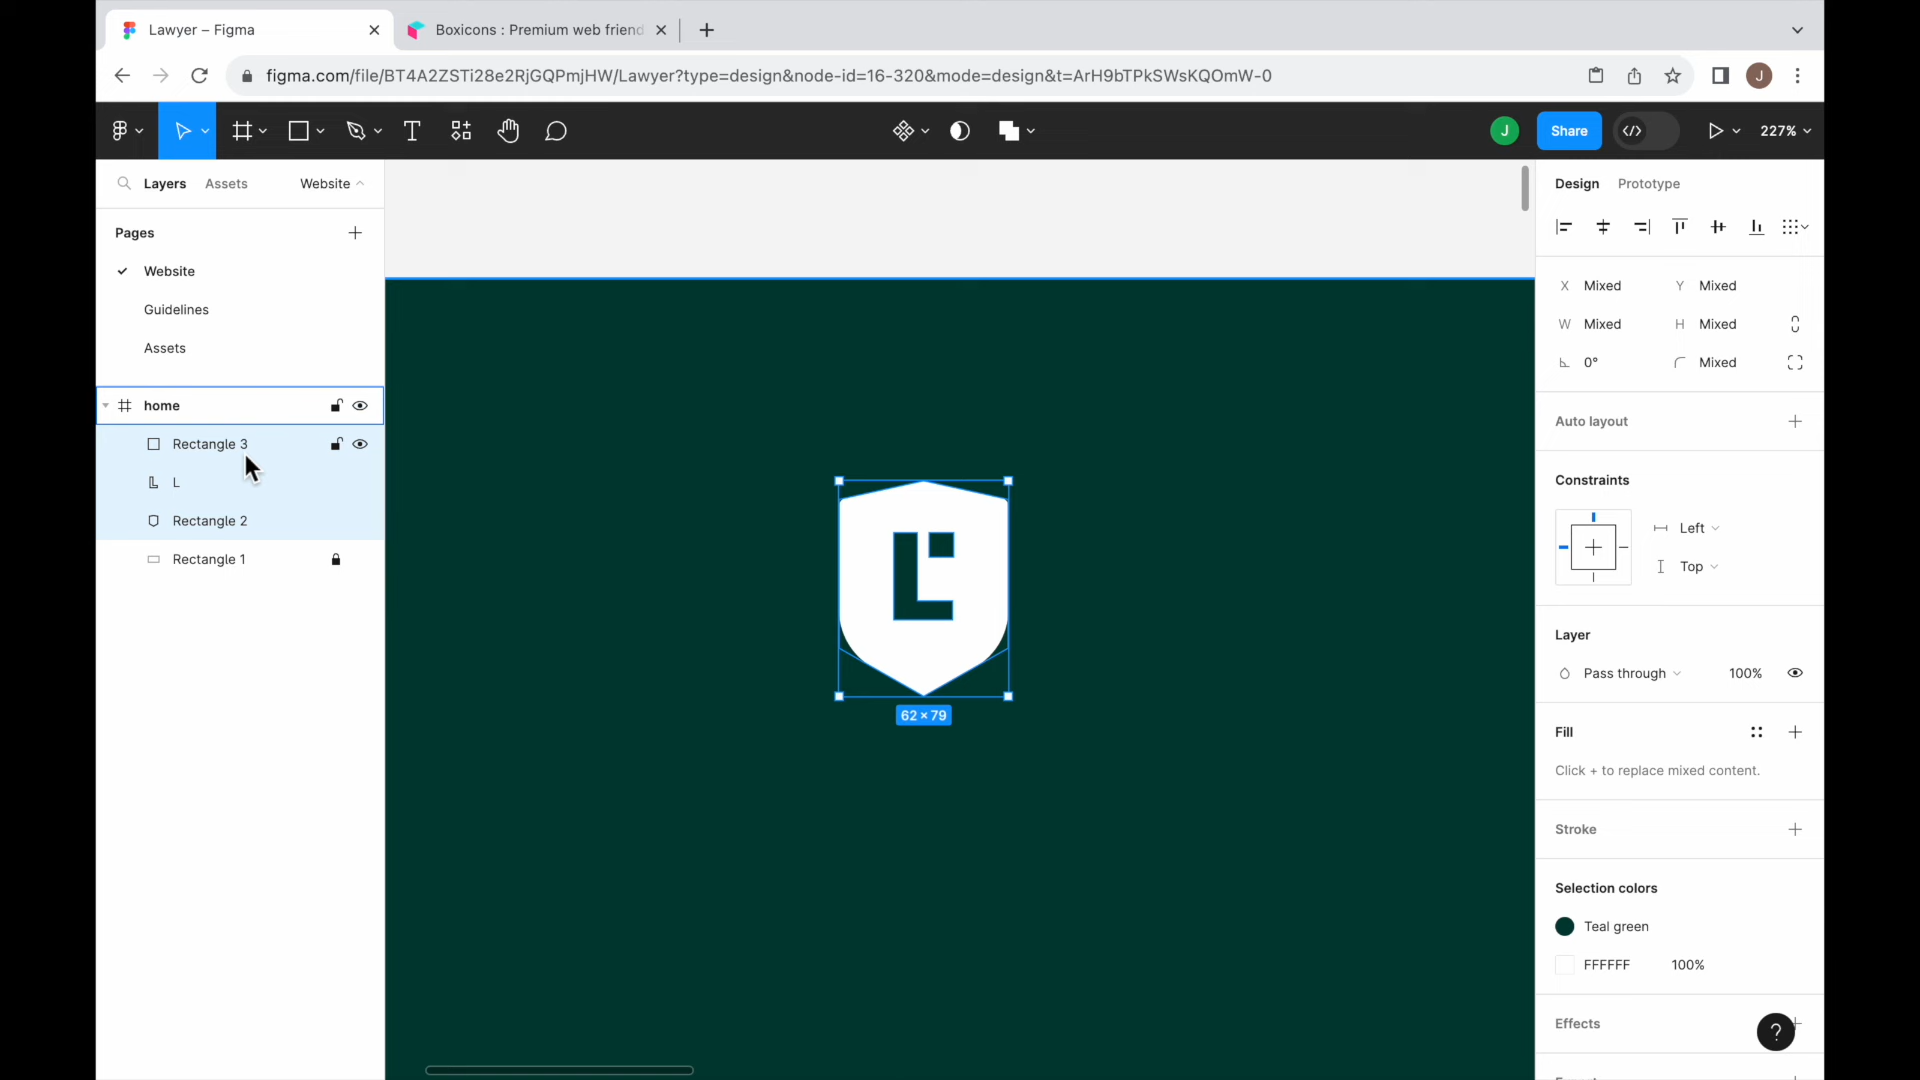 Lawyer – Figma
Boxicons : Premium web friend
figma.com/file/BT4A2ZSTi28e2RjGQPmjHW/Lawyer?type=design&node-id=16-320&mode=design&t=ArH9bTPkSWsKQOmW-0
J
J
Share
227%
Layers
Assets
Website
Design
Prototype
Pages
Website
Guidelines
Assets
home
Rectangle 3
L
Rectangle 2
Rectangle 1
L
62 × 79
X Mixed Y Mixed
W Mixed H Mixed
0° Mixed
Auto layout
Constraints
Left
Top
Layer
Pass through 100%
Fill
Click + to replace mixed content.
Stroke
Selection colors
Teal green
FFFFFF 100%
Effects
?